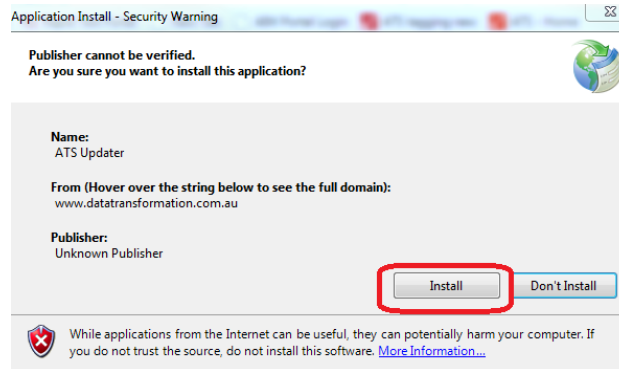 Application Install - Security Warning
Publisher cannot be verified.
Are you sure you want to install this application?
Name:
ATS Updater
From (Hover over the string below to see the full domain):
www.datatransformation.com.au
Publisher:
Unknown Publisher
Install Don't Install
While applications from the Internet can be useful, they can potentially harm your computer. If
you do not trust the source, do not install this software. More Information...